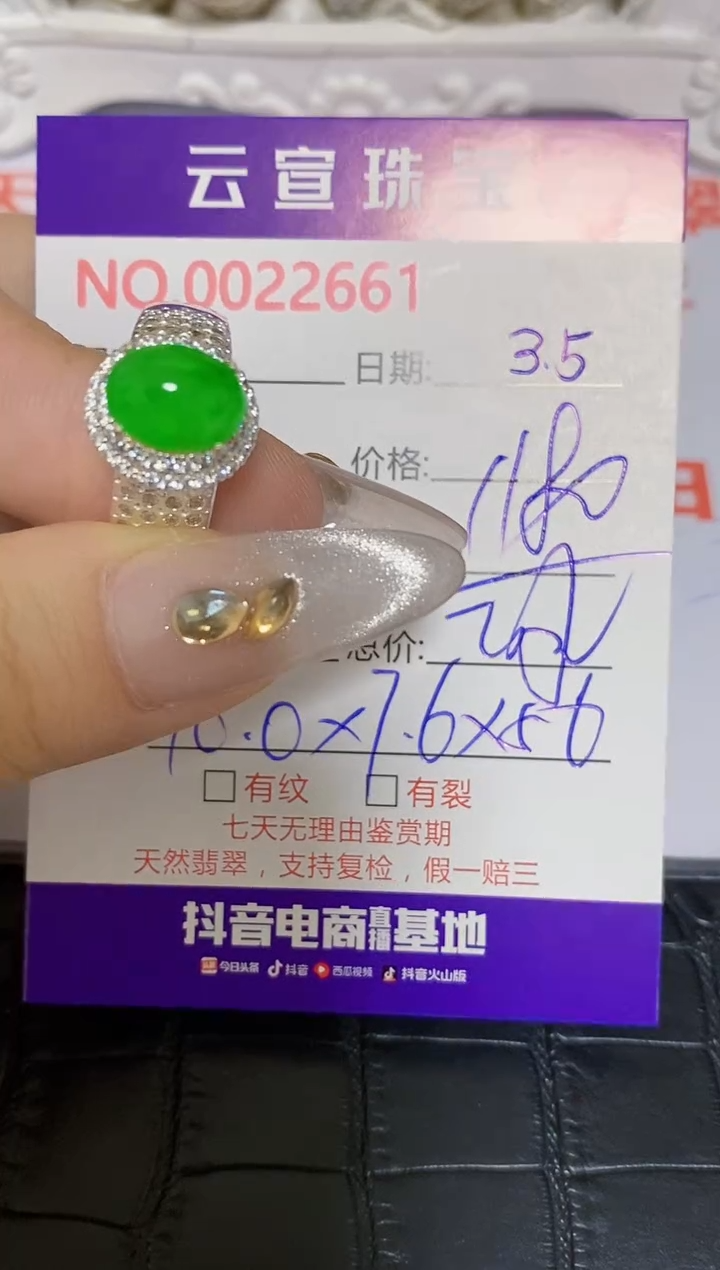 云宣珠宝
NO.0022661
日期: 3.5
价格: 1180
总价:
10.0×7.6×5.6
□有纹 □有裂
七天无理由鉴赏期
天然翡翠，支持复检，假一赔三
抖音电商直播基地
今日头条 抖音 西瓜视频 抖音火山版